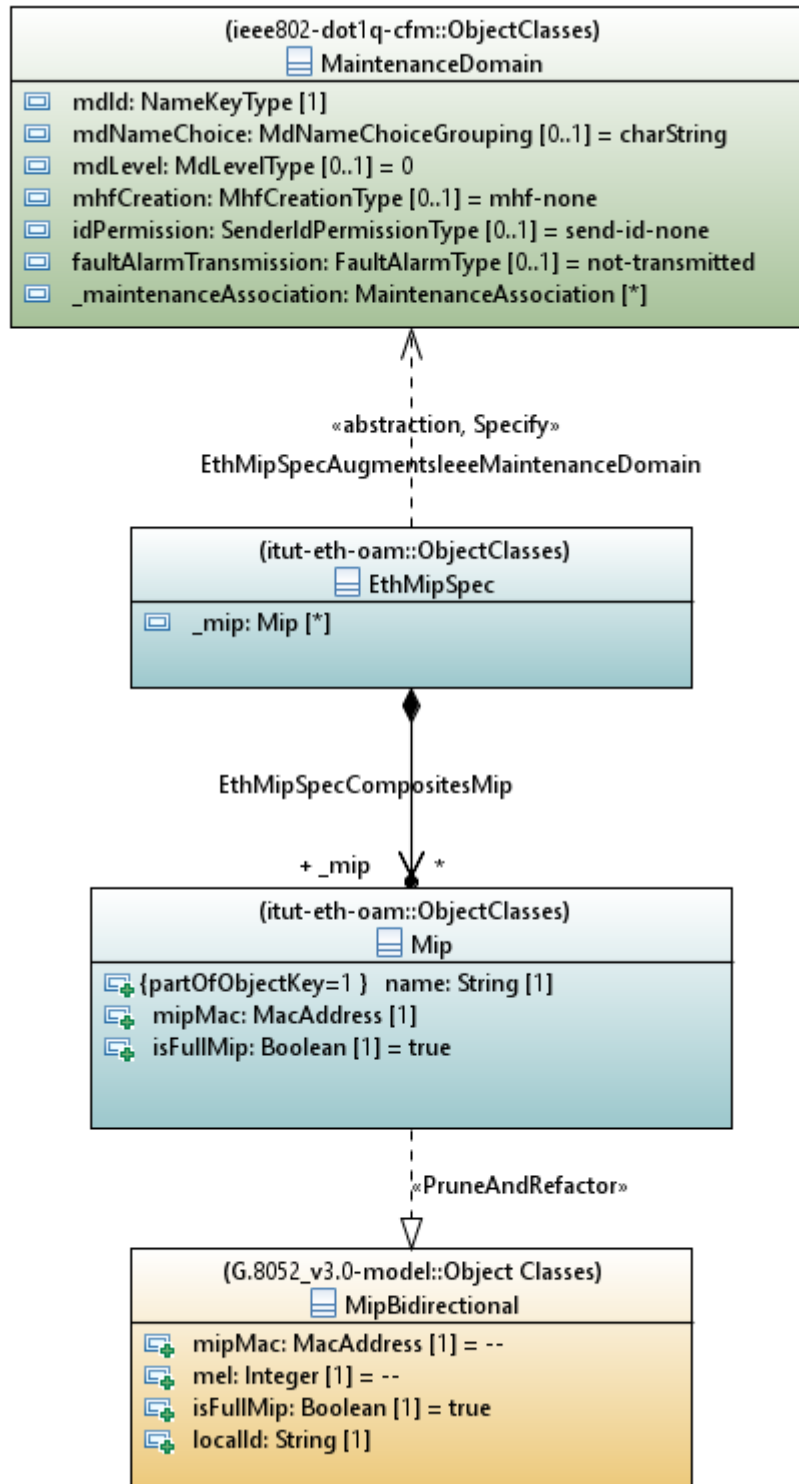 (ieee802-dot1q-cfm::ObjectClasses)
MaintenanceDomain
mdId: NameKeyType [1]
mdNameChoice: MdNameChoiceGrouping [0..1] = charString
mdLevel: MdLevelType [0..1] = 0
mhfCreation: MhfCreationType [0..1] = mhf-none
idPermission: SenderIdPermissionType [0..1] = send-id-none
faultAlarmTransmission: FaultAlarmType [0..1] = not-transmitted
_maintenanceAssociation: MaintenanceAssociation [*]
«abstraction, Specify»
EthMipSpecAugmentsIeeeMaintenanceDomain
(itut-eth-oam::ObjectClasses)
EthMipSpec
_mip: Mip [*]
EthMipSpecCompositesMip
+ _mip *
(itut-eth-oam::ObjectClasses)
Mip
{partOfObjectKey=1 } name: String [1]
mipMac: MacAddress [1]
isFullMip: Boolean [1] = true
«PruneAndRefactor»
(G.8052_v3.0-model::Object Classes)
MipBidirectional
mipMac: MacAddress [1] = --
mel: Integer [1] = --
isFullMip: Boolean [1] = true
localId: String [1]